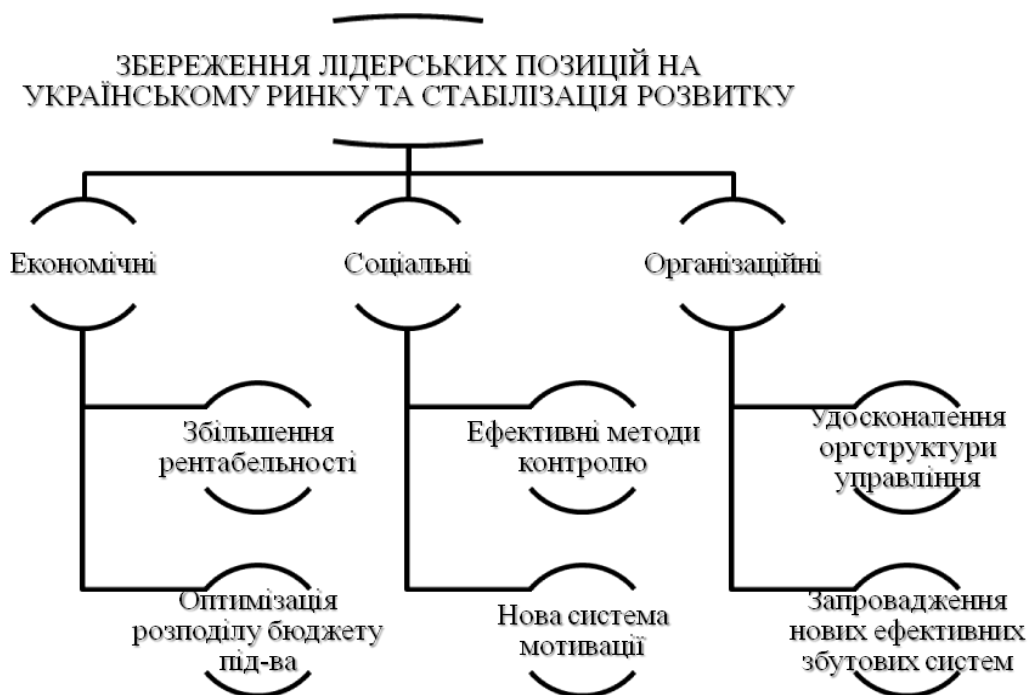 ЗБЕРЕЖЕННЯ ЛІДЕРСЬКИХ ПОЗИЦІЙ НА
УКРАЇНСЬКОМУ РИНКУ ТА СТАБІЛІЗАЦІЯ РОЗВИТКУ
Економічні
Соціальні
Організаційні
Збільшення
рентабельності
Ефективні методи
контролю
Удосконалення
оргструктури
управління
Оптимізація
розподілу бюджету
під-ва
Нова система
мотивації
Запровадження
нових ефективних
збутових систем